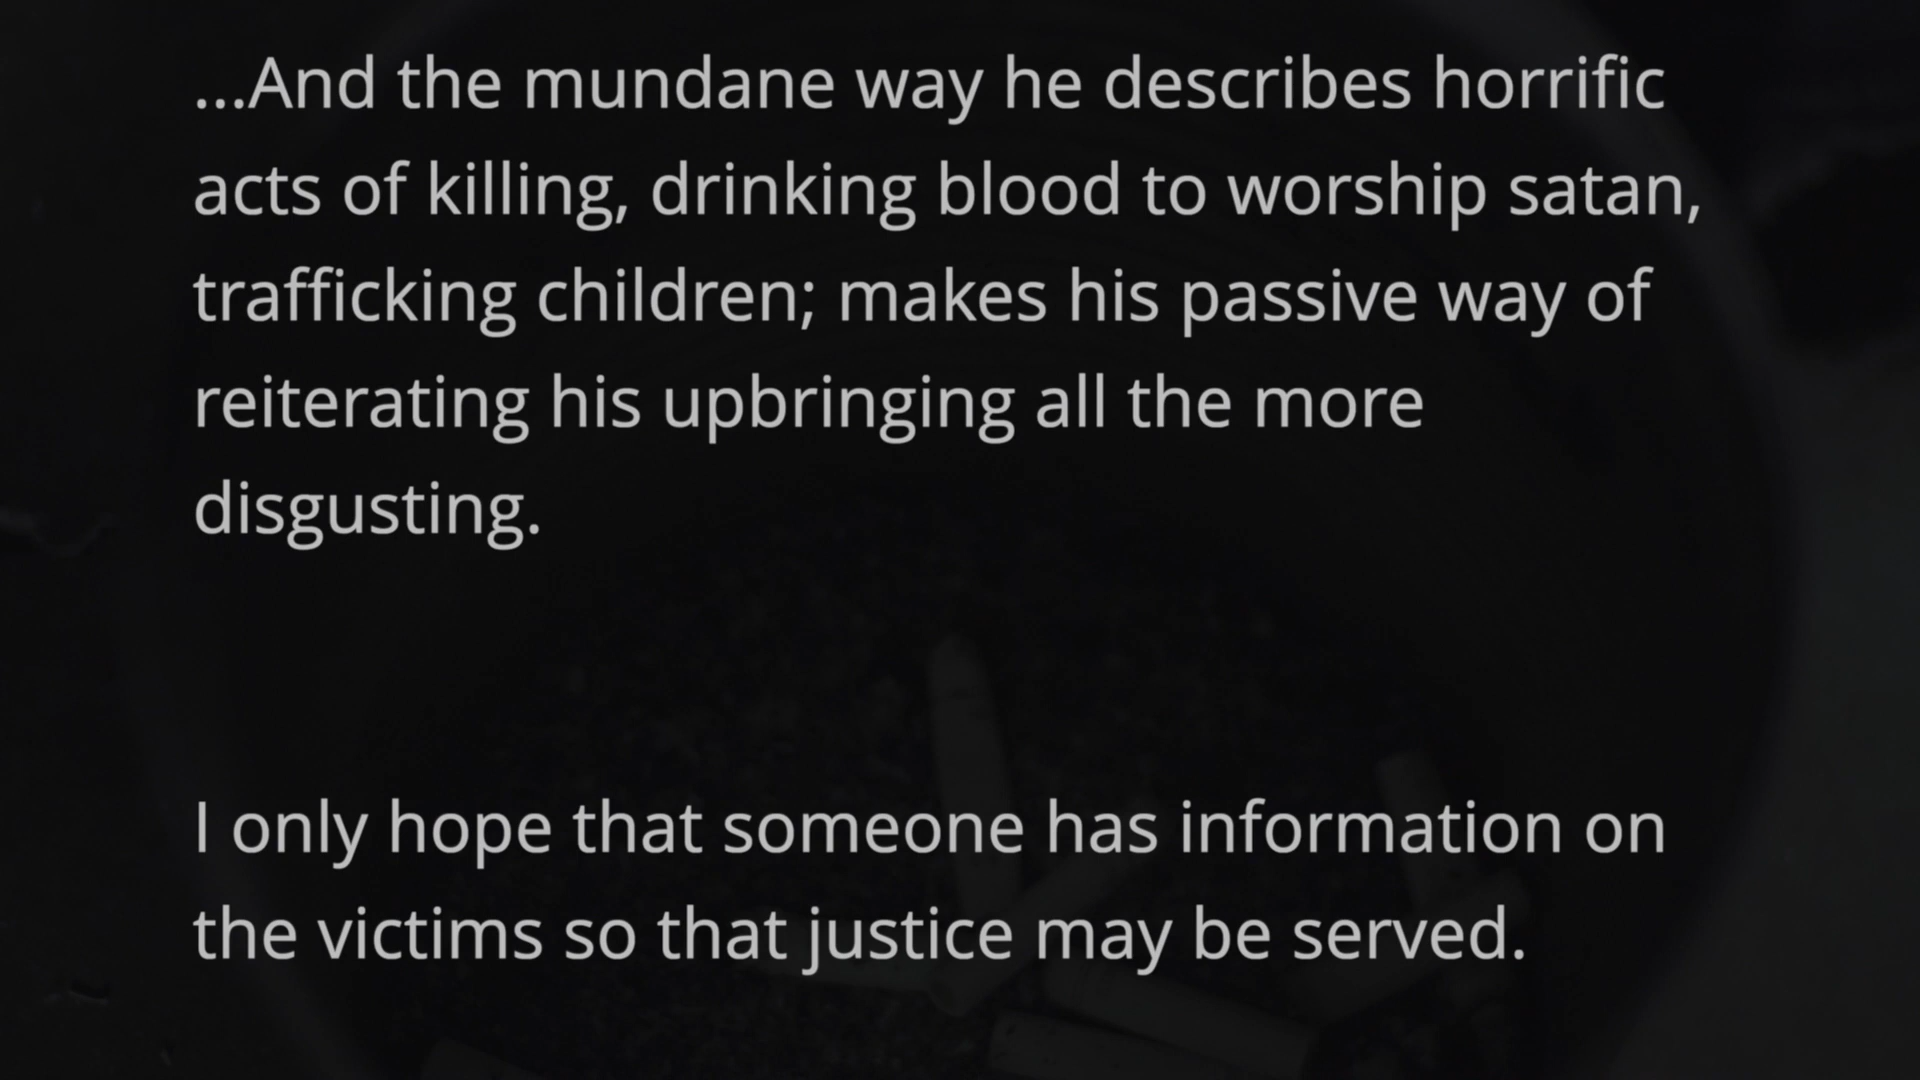 ...And the mundane way he describes horrific
acts of killing, drinking blood to worship satan,
trafficking children; makes his passive way of
reiterating his upbringing all the more
disgusting.
I only hope that someone has information on
the victims so that justice may be served.